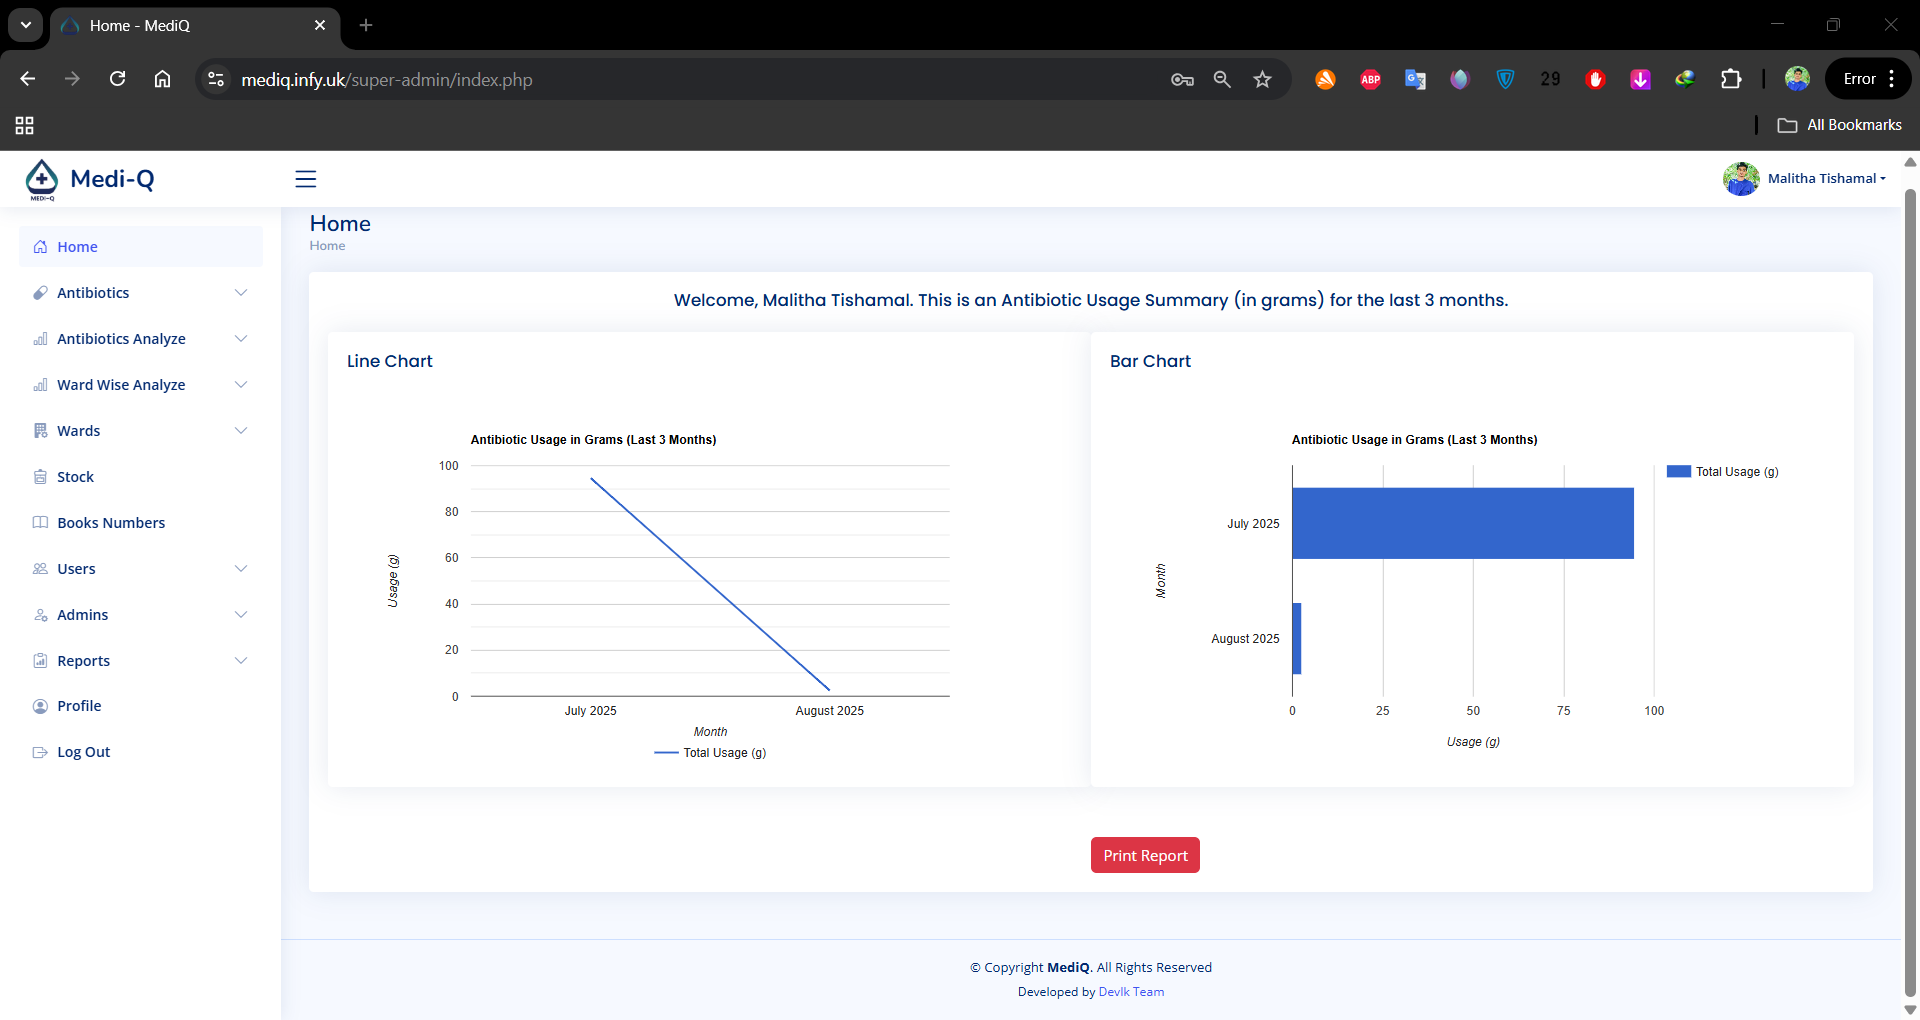 Home - MediQ
mediq.infy.uk/super-admin/index.php
ABP
29
Error
All Bookmarks
MEDI-Q
Medi-Q
Malitha Tishamal
Home
Antibiotics
Antibiotics Analyze
Ward Wise Analyze
Wards
Stock
Books Numbers
Users
Admins
Reports
Profile
Log Out
Home
Home
Welcome, Malitha Tishamal. This is an Antibiotic Usage Summary (in grams) for the last 3 months.
Line Chart
Antibiotic Usage in Grams (Last 3 Months)
100
80
60
40
20
0
Usage (g)
July 2025
August 2025
Month
Total Usage (g)
Bar Chart
Antibiotic Usage in Grams (Last 3 Months)
Total Usage (g)
July 2025
August 2025
Month
0
25
50
75
100
Usage (g)
Print Report
© Copyright MediQ. All Rights Reserved
Developed by Devlk Team